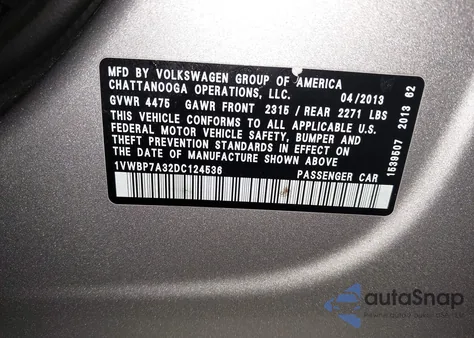 MFD BY VOLKSWAGEN GROUP OF AMERICA
CHATTANOOGA OPERATIONS, LLC. 04/2013
GVWR 4475 GAWR FRONT 2315 / REAR 2271 LBS
THIS VEHICLE CONFORMS TO ALL APPLICABLE U.S.
FEDERAL MOTOR VEHICLE SAFETY, BUMPER AND
THEFT PREVENTION STANDARDS IN EFFECT ON
THE DATE OF MANUFACTURE SHOWN ABOVE.
1VWBP7A32DC124536 PASSENGER CAR
1539507 2013 62
autoSnap